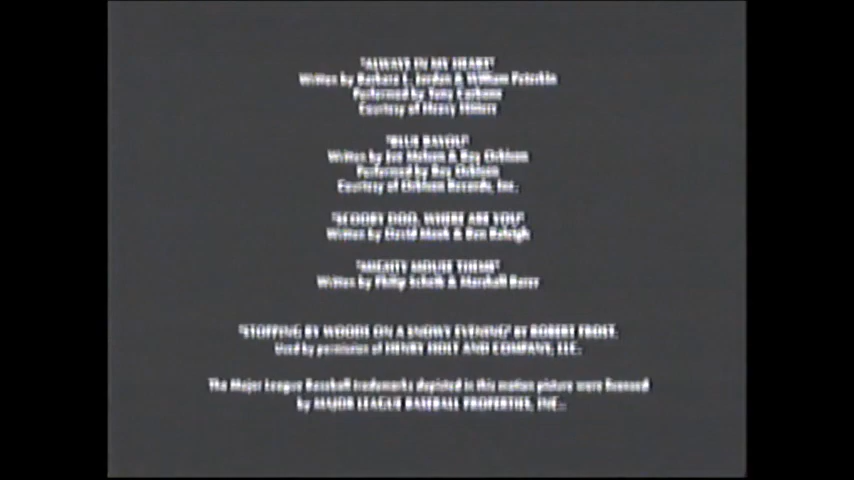 "ALWAYS IN MY HEART"
Written by Barbara L. Jordan & William Peterkin
Performed by Tony
Courtesy of Heavy Hitters
"BLUE BAYOU"
Written by Joe Melson & Roy Orbison
Performed by Roy Orbison
Courtesy of Orbison Records, Inc.
"SCOOBY DOO, WHERE ARE YOU"
Written by David Mook & Ben Raleigh
"MIGHTY MOUSE THEME"
Written by Philip Scheib & Marshall Barer
"STOPPING BY WOODS ON A SNOWY EVENING" by ROBERT FROST.
Used by permission of HENRY HOLT AND COMPANY, LLC.
The Major League Baseball trademarks depicted in this motion picture were licensed
by MAJOR LEAGUE BASEBALL PROPERTIES, INC.